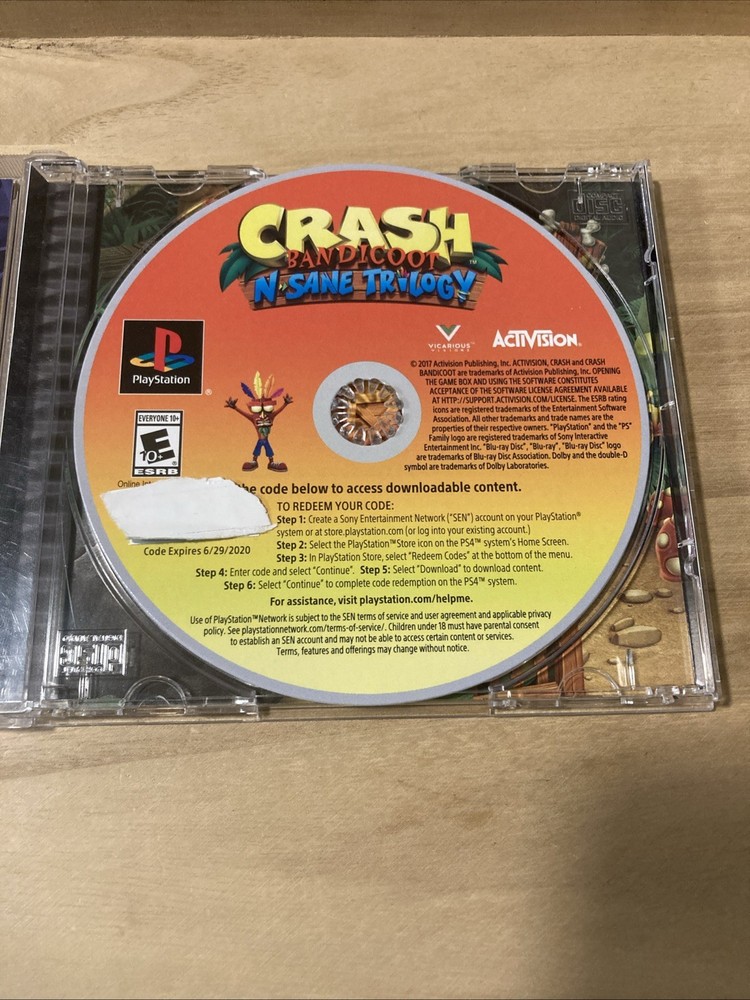 CRASH
BANDICOOT™
N•SANE TRILOGY
COMPACT
DISC
DIGITAL AUDIO
PlayStation®
VICARIOUS™
VISIONS
ACTIVISION®
© 2017 Activision Publishing, Inc. ACTIVISION, CRASH and CRASH
BANDICOOT are trademarks of Activision Publishing, Inc. OPENING
THE GAME BOX AND USING THE SOFTWARE CONSTITUTES
ACCEPTANCE OF THE SOFTWARE LICENSE AGREEMENT AVAILABLE
AT HTTP://SUPPORT.ACTIVISION.COM/LICENSE. The ESRB rating
icons are registered trademarks of the Entertainment Software
Association. All other trademarks and trade names are the
properties of their respective owners. "PlayStation" and the "PS"
Family logo are registered trademarks of Sony Interactive
Entertainment Inc. "Blu-ray Disc", "Blu-ray", "Blu-ray Disc" logo
are trademarks of Blu-ray Disc Association. Dolby and the double-D
symbol are trademarks of Dolby Laboratories.
EVERYONE 10+
E
10+
®
ESRB
Online
the code below to access downloadable content.
TO REDEEM YOUR CODE:
Step 1: Create a Sony Entertainment Network ("SEN") account on your PlayStation®
system or at store.playstation.com (or log into your existing account.)
Step 2: Select the PlayStation™Store icon on the PS4™ system's Home Screen.
Step 3: In PlayStation Store, select "Redeem Codes" at the bottom of the menu.
Code Expires 6/29/2020
Step 4: Enter code and select "Continue". Step 5: Select "Download" to download content.
Step 6: Select "Continue" to complete code redemption on the PS4™ system.
For assistance, visit playstation.com/helpme.
Use of PlayStation™Network is subject to the SEN terms of service and user agreement and applicable privacy
policy. See playstationnetwork.com/terms-of-service/. Children under 18 must have parental consent
to establish an SEN account and may not be able to access certain content or services.
Terms, features and offerings may change without notice.